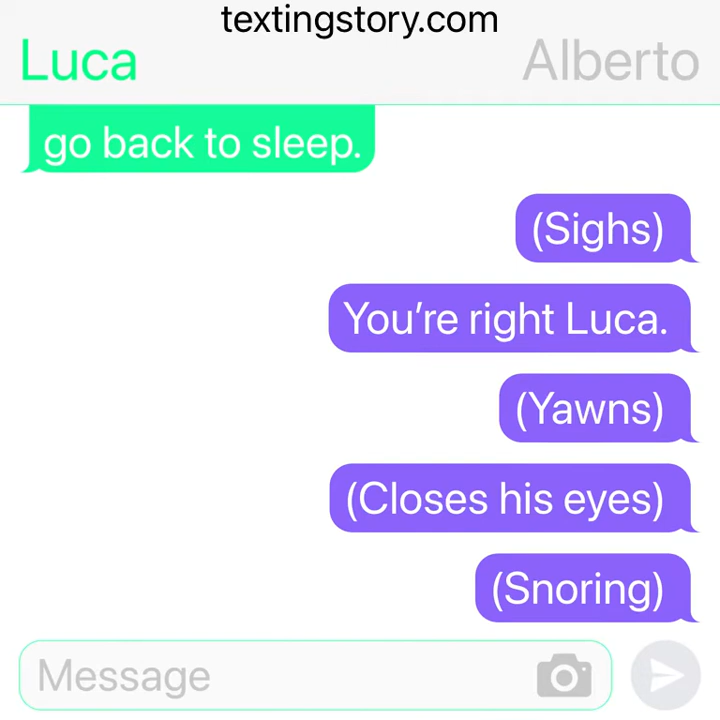 textingstory.com
Luca
Alberto
go back to sleep.
(Sighs)
You're right Luca.
(Yawns)
(Closes his eyes)
(Snoring)
Message